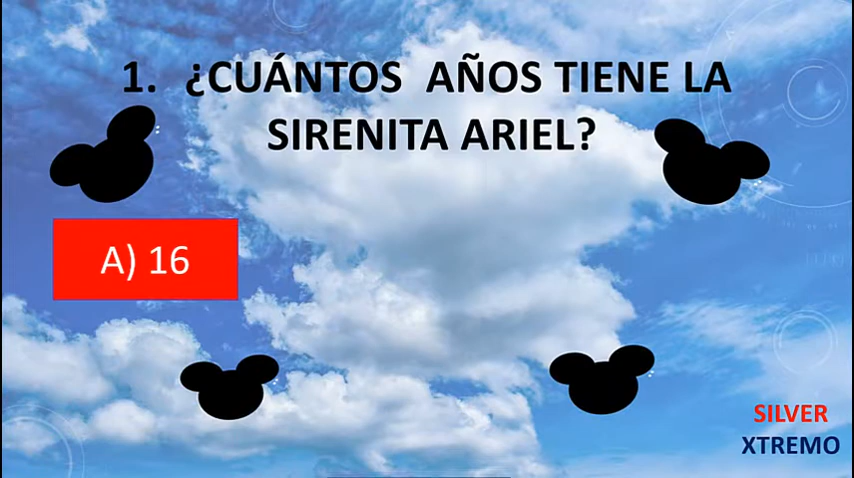 1. ¿CUÁNTOS AÑOS TIENE LA
SIRENITA ARIEL?
A) 16
SILVER
XTREMO